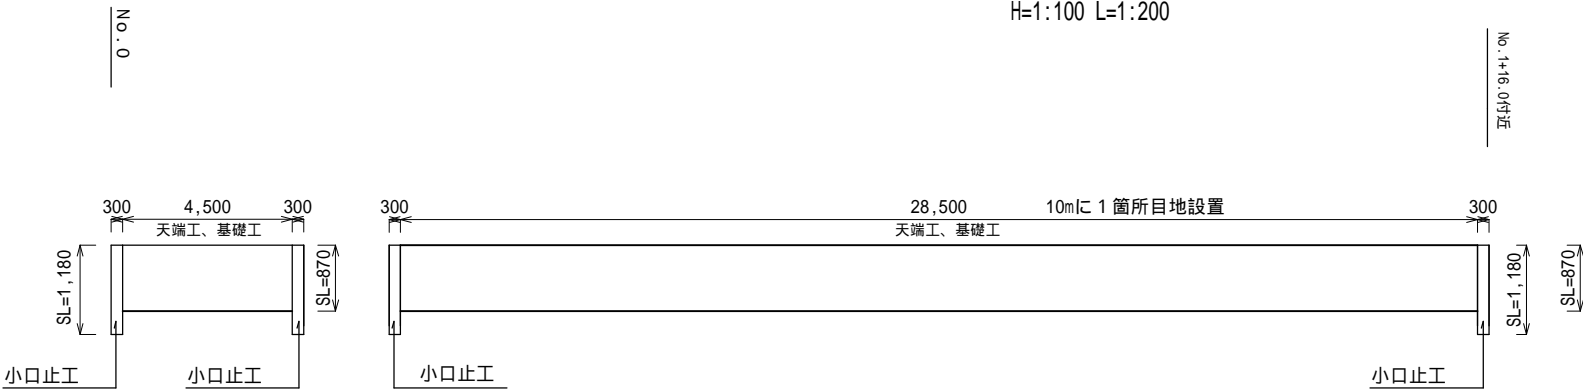 H=1:100 L=1:200
No.0
No.1+16.0付近
300
4,500
300
天端工、基礎工
300
28,500
10mに1箇所目地設置
300
天端工、基礎工
SL=1,180
SL=870
SL=1,180
SL=870
小口止工
小口止工
小口止工
小口止工